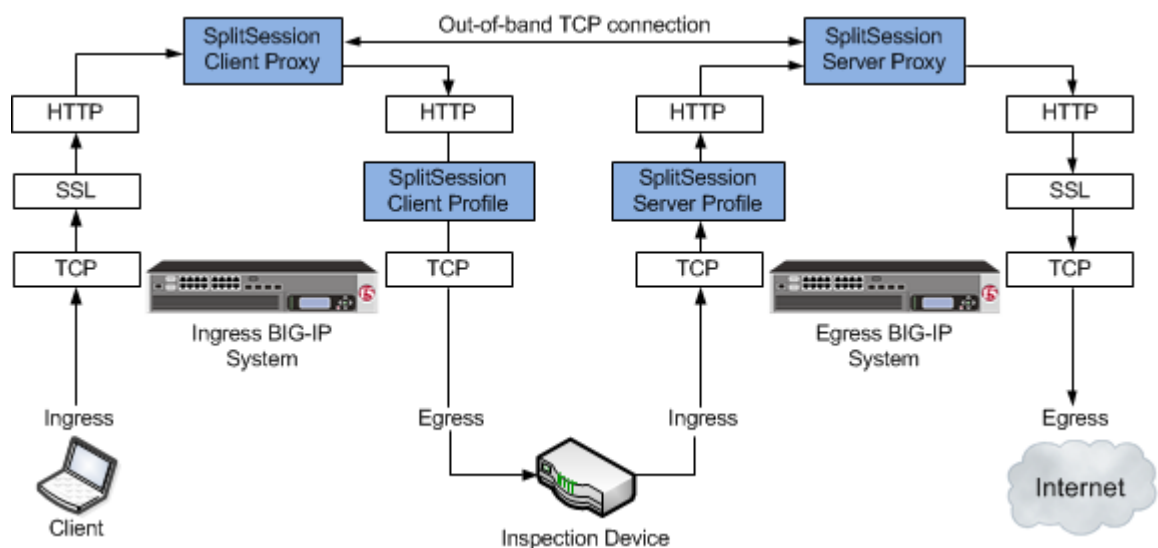 SplitSession
Client Proxy
Out-of-band TCP connection
SplitSession
Server Proxy
HTTP
HTTP
HTTP
HTTP
SSL
SplitSession
Client Profile
SplitSession
Server Profile
SSL
TCP
TCP
TCP
TCP
Ingress BIG-IP
System
Egress BIG-IP
System
Ingress
Egress
Ingress
Egress
Client
Inspection Device
Internet